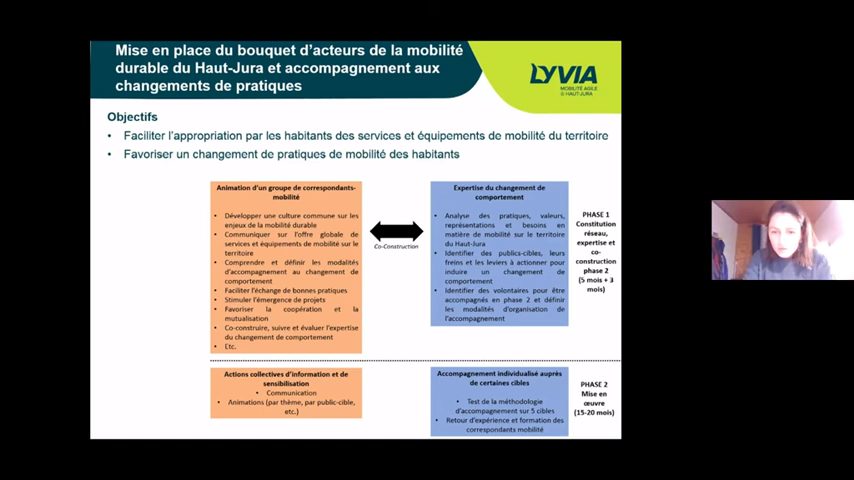 Mise en place du bouquet d'acteurs de la mobilité
durable du Haut-Jura et accompagnement aux
changements de pratiques
LYVIA
MOBILITÉ AGILE
& HAUT-JURA
Objectifs
• Faciliter l'appropriation par les habitants des services et équipements de mobilité du territoire
• Favoriser un changement de pratiques de mobilité des habitants
Animation d'un groupe de correspondants-
mobilité
• Développer une culture commune sur les
enjeux de la mobilité durable
• Communiquer sur l'offre globale de
services et équipements de mobilité sur le
territoire
• Comprendre et définir les modalités
d'accompagnement au changement de
comportement
• Faciliter l'échange de bonnes pratiques
• Stimuler l'émergence de projets
• Favoriser la coopération et la
mutualisation
• Co-construire, suivre et évaluer l'expertise
du changement de comportement
• Etc.
Co-Construction
Expertise du changement de
comportement
• Analyse des pratiques, valeurs,
représentations et besoins en
matière de mobilité sur le territoire
du Haut-Jura
• Identifier des publics-cibles, leurs
freins et les leviers à actionner pour
induire un changement de
comportement
• Identifier des volontaires pour être
accompagnés en phase 2 et définir
les modalités d'organisation de
l'accompagnement
PHASE 1
Constitution
réseau,
expertise et
co-
construction
phase 2
(5 mois + 3
mois)
Actions collectives d'information et de
sensibilisation
• Communication
• Animations (par thème, par public-cible,
etc.)
Accompagnement individualisé auprès
de certaines cibles
• Test de la méthodologie
d'accompagnement sur 5 cibles
• Retour d'expérience et formation des
correspondants mobilité
PHASE 2
Mise en
œuvre
(15-20 mois)